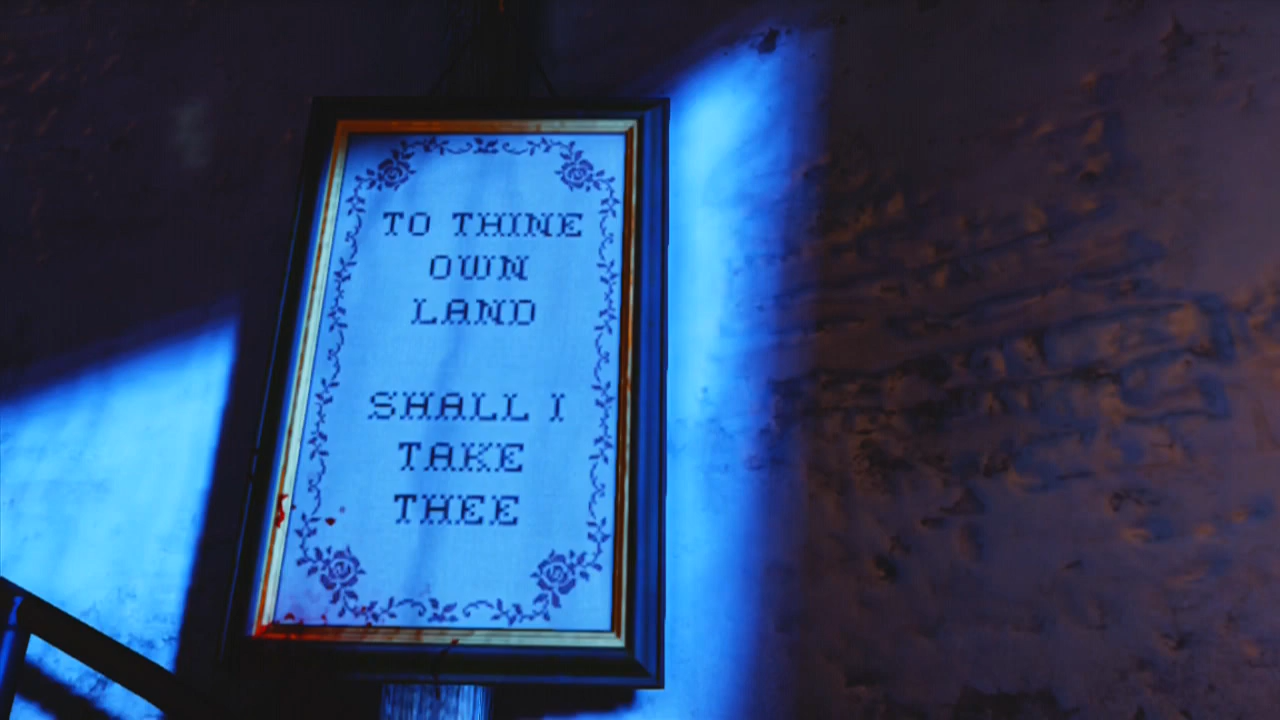 TO THINE
OWN
LAND
SHALL I
TAKE
THEE